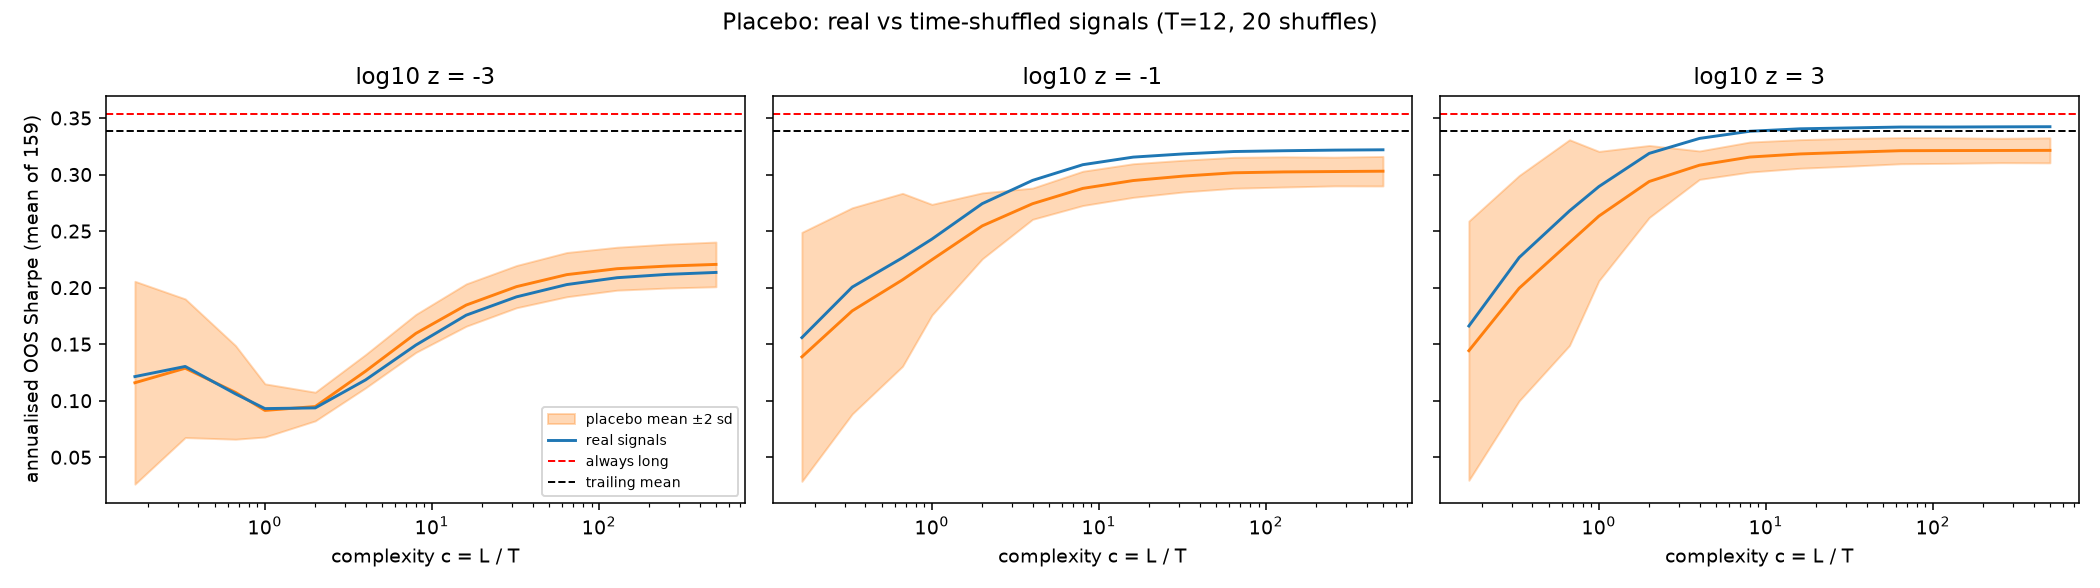 Placebo: real vs time-shuffled signals (T=12, 20 shuffles)
log10 z = -3
log10 z = -1
log10 z = 3
annualised OOS Sharpe (mean of 159)
0.35
0.30
0.25
0.20
0.15
0.10
0.05
placebo mean ±2 sd
real signals
always long
trailing mean
10⁰
10¹
10²
10⁰
10¹
10²
10⁰
10¹
10²
complexity c = L / T
complexity c = L / T
complexity c = L / T